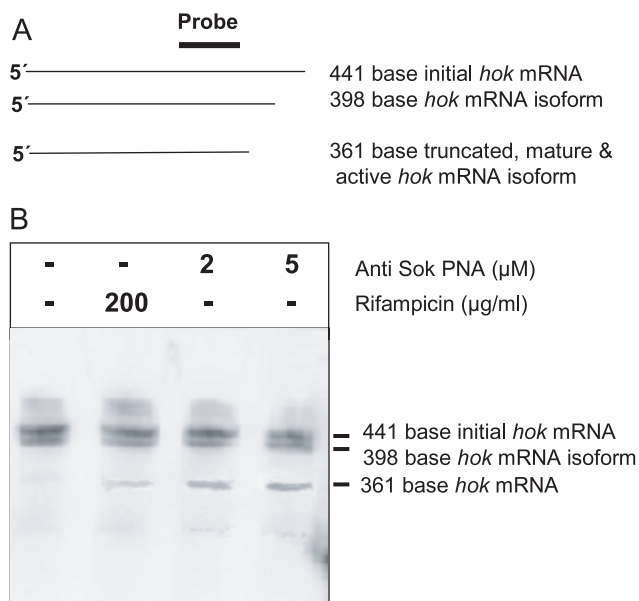 A
Probe
5´
441 base initial hok mRNA
5´
398 base hok mRNA isoform
5´
361 base truncated, mature &
active hok mRNA isoform
B
- - 2 5 Anti Sok PNA (µM)
- 200 - - Rifampicin (µg/ml)
441 base initial hok mRNA
398 base hok mRNA isoform
361 base hok mRNA